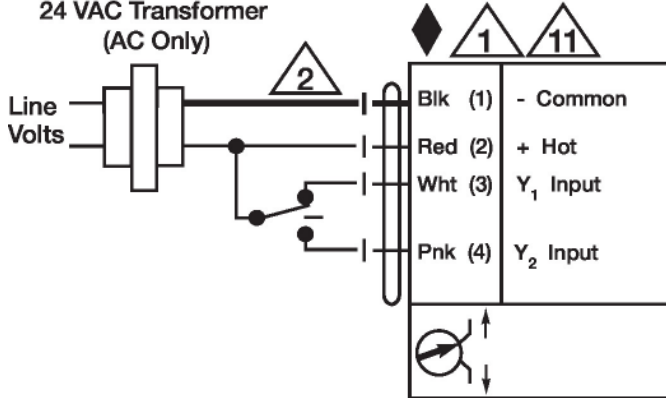 24 VAC Transformer
(AC Only)
1
11
2
Line
Volts
Blk (1) - Common
Red (2) + Hot
Wht (3) Y1 Input
Pnk (4) Y2 Input